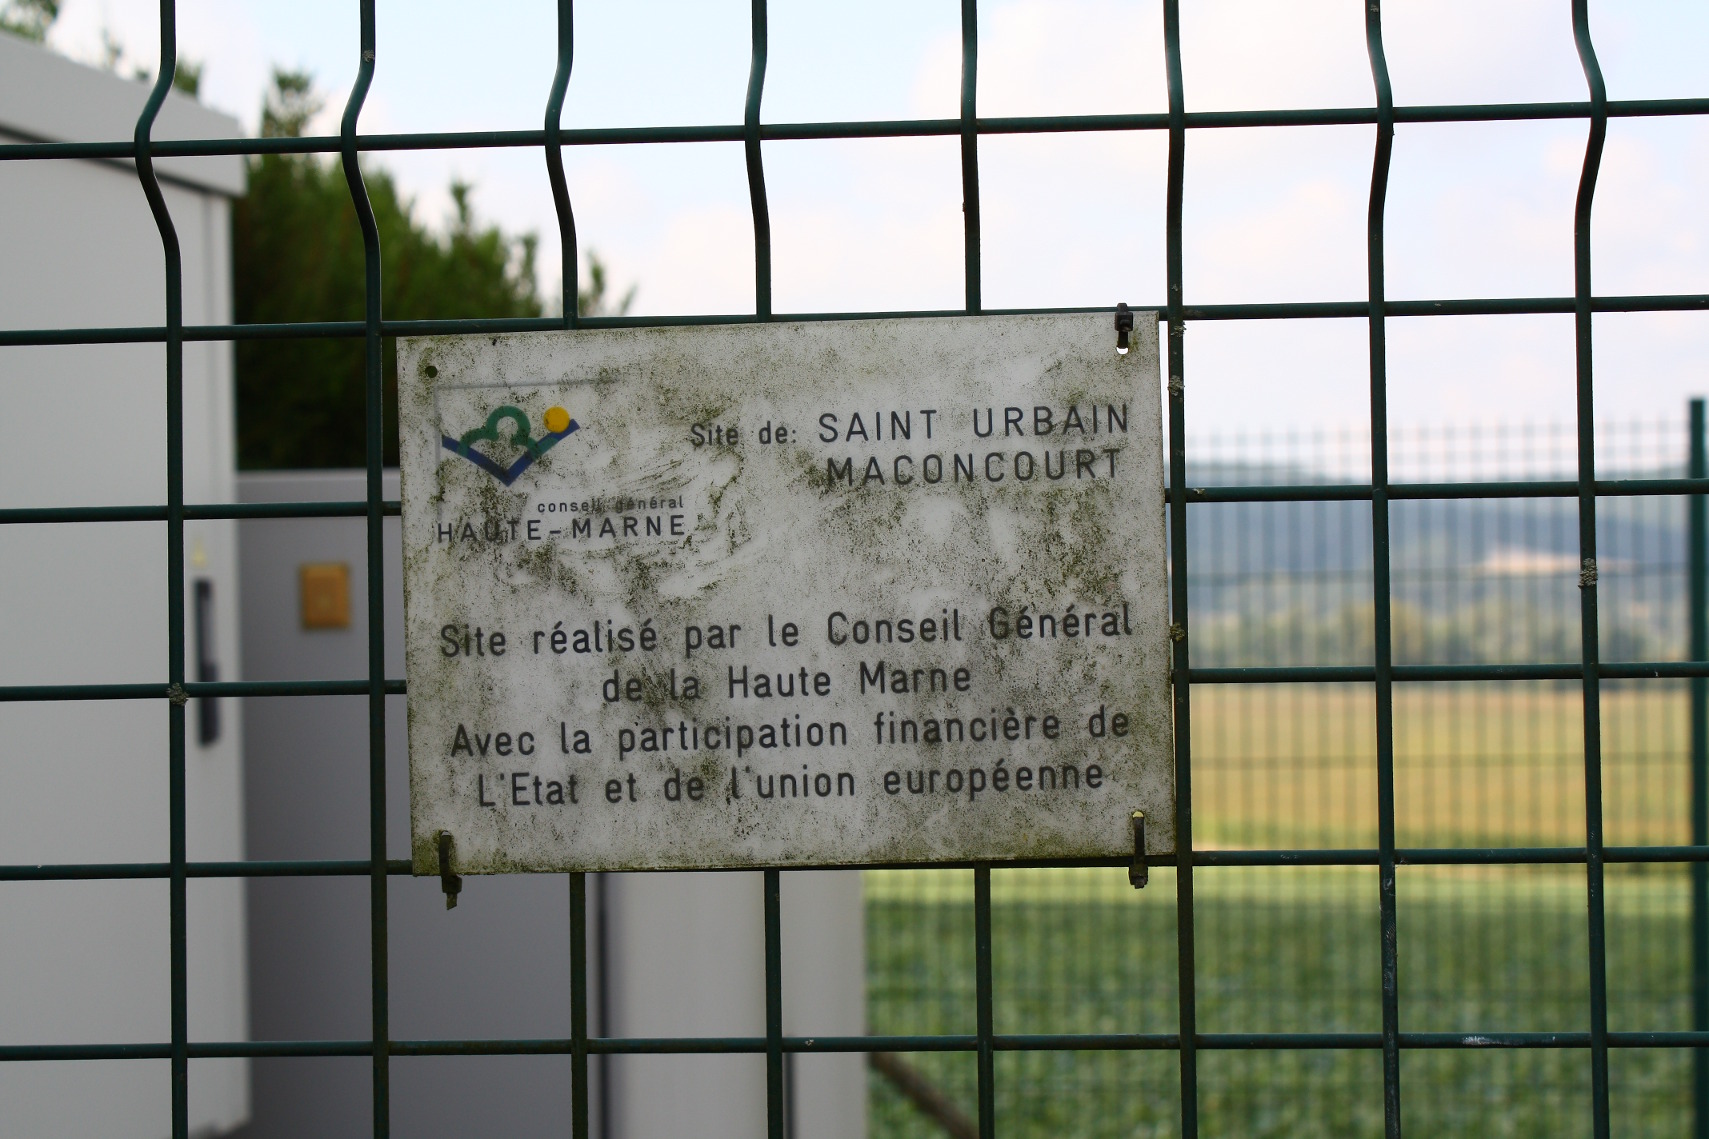 Site de: SAINT URBAIN
MACONCOURT
conseil général
HAUTE-MARNE
Site réalisé par le Conseil Général
de la Haute Marne
Avec la participation financière de
L'Etat et de l'union européenne